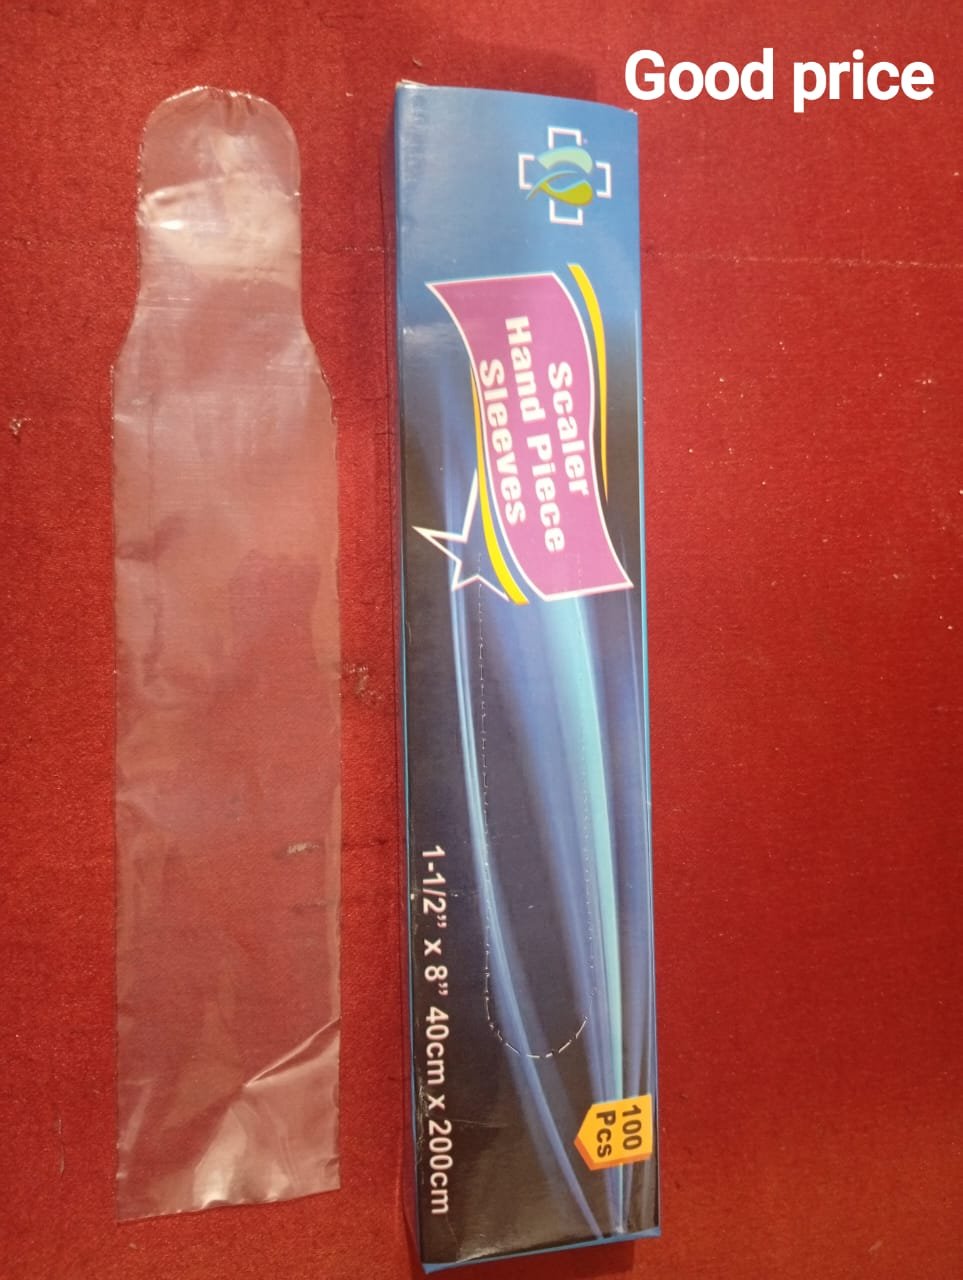 Good price
Scaler
Hand Piece
Sleeves
1-1/2” x 8” 40cm x 200cm
100
Pcs